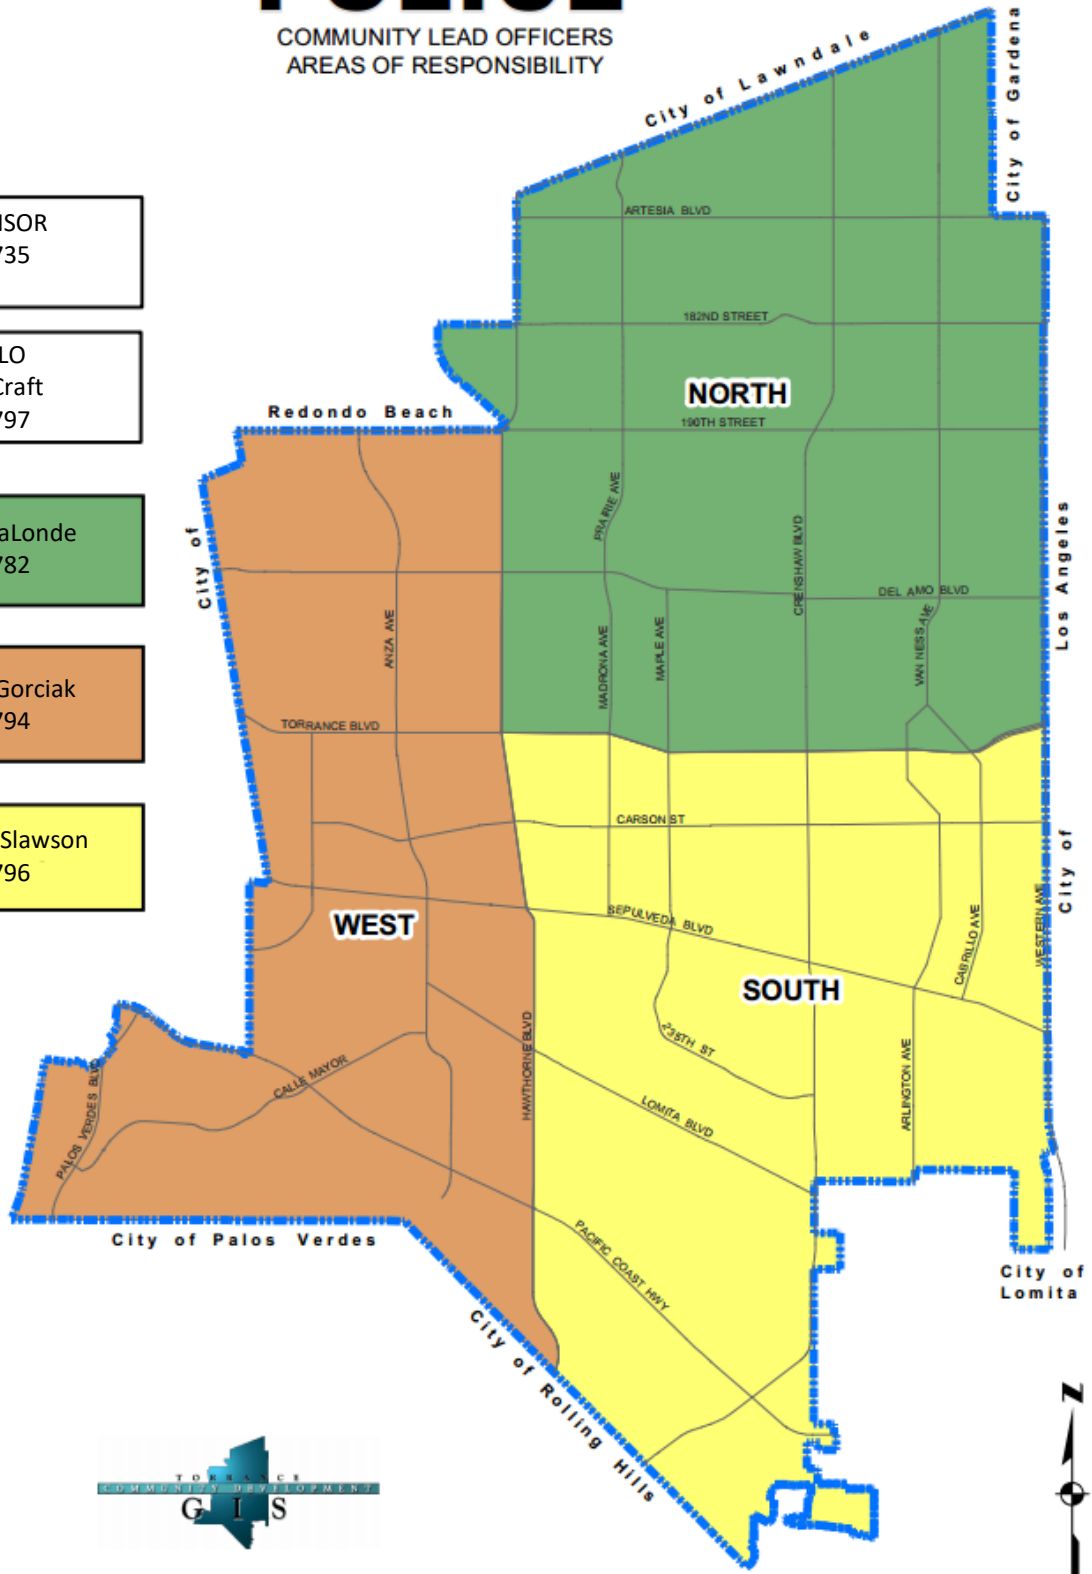 POLICE
COMMUNITY LEAD OFFICERS
AREAS OF RESPONSIBILITY
City of Lawndale
City of Gardena
ISOR
735
LO
Craft
797
aLonde
782
Gorciak
794
Slawson
796
ARTESIA BLVD
182ND STREET
NORTH
190TH STREET
Redondo Beach
City of
PRAIRIE AVE
CRENSHAW BLVD
Los Angeles
City of
DEL AMO BLVD
VAN NESS AVE
ANZA AVE
MADRONA AVE
MAPLE AVE
TORRANCE BLVD
CARSON ST
WEST
SEPULVEDA BLVD
SOUTH
CABRILLO AVE
WESTERN AVE
235TH ST
HAWTHORNE BLVD
ARLINGTON AVE
CALLE MAYOR
PALOS VERDES BLVD
LOMITA BLVD
City of Palos Verdes
PACIFIC COAST HWY
City of
Lomita
City of Rolling Hills
TORRANCE
COMMUNITY DEVELOPMENT
GIS
N